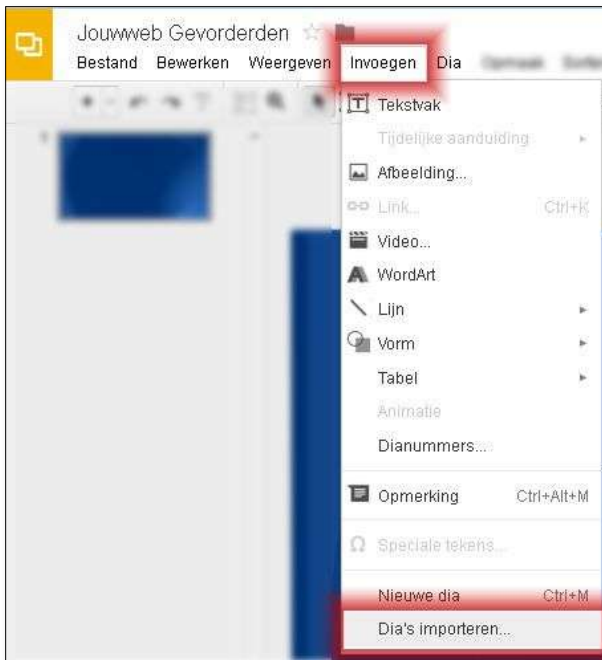 Jouwweb Gevorderden
Bestand Bewerken Weergeven Invoegen Dia Opmaak
Tekstvak
Tijdelijke aanduiding
Afbeelding...
Link... Ctrl+K
Video...
WordArt
Lijn
Vorm
Tabel
Animatie
Dianummers...
Opmerking Ctrl+Alt+M
Speciale tekens...
Nieuwe dia Ctrl+M
Dia's importeren...